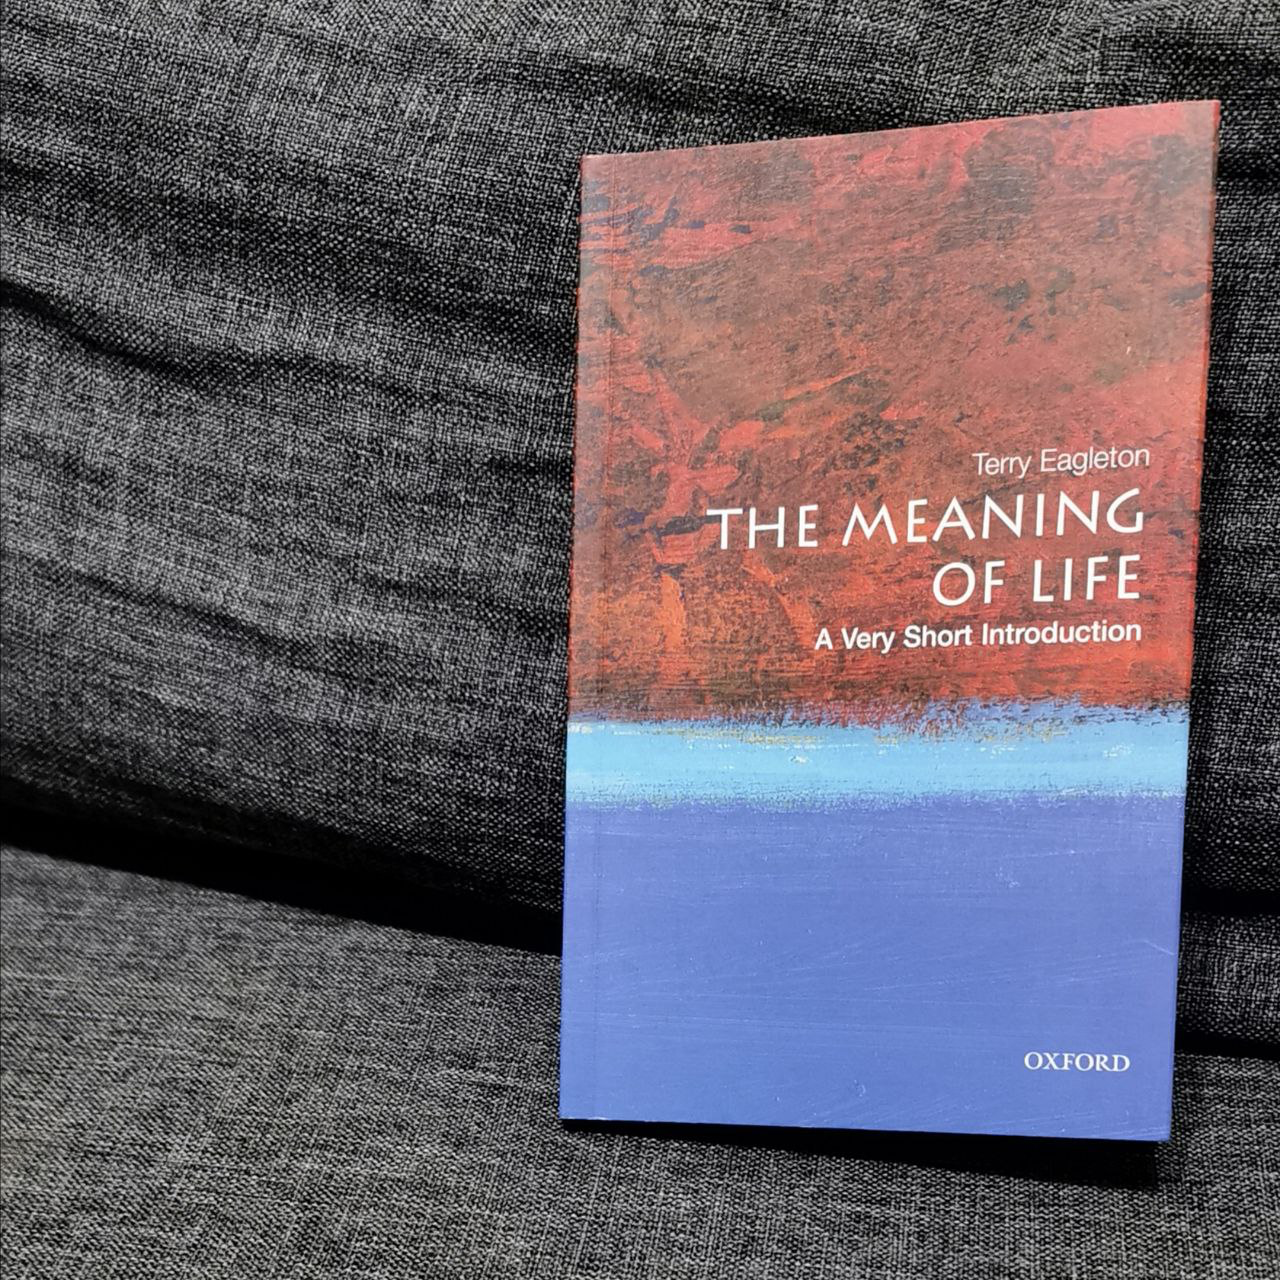 Terry Eagleton
THE MEANING
OF LIFE
A Very Short Introduction
OXFORD